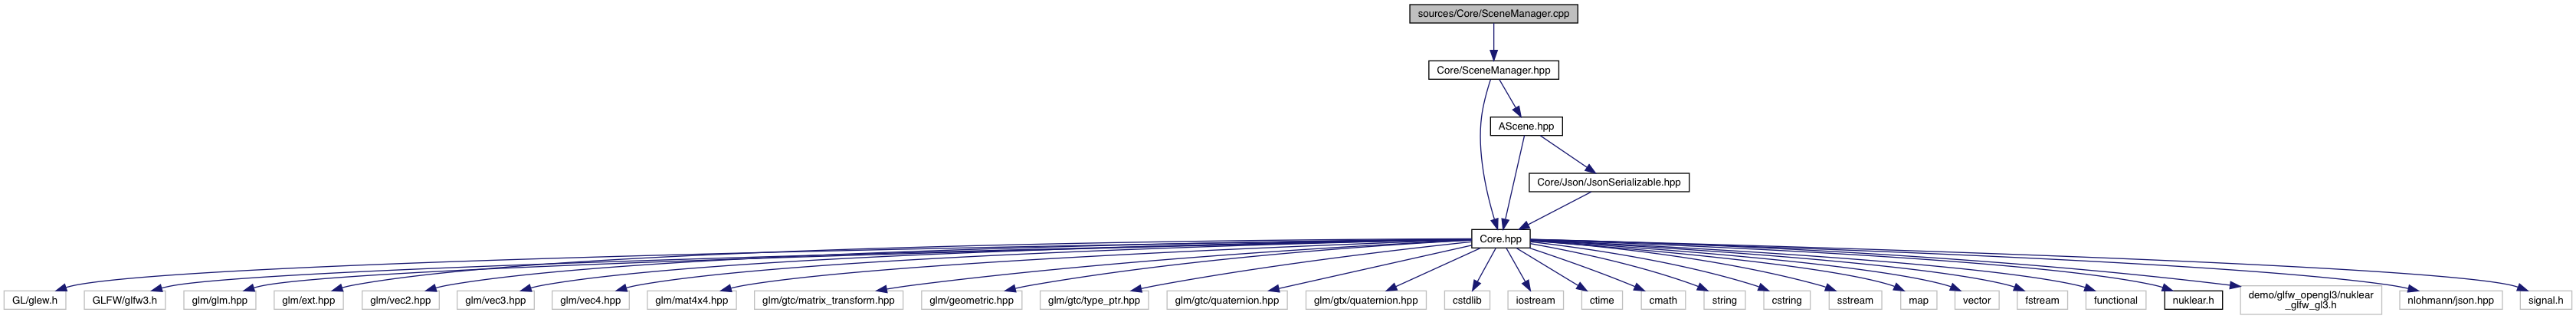 sources/Core/SceneManager.cpp
Core/SceneManager.hpp
AScene.hpp
Core/Json/JsonSerializable.hpp
Core.hpp
GL/glew.h
GLFW/glfw3.h
glm/glm.hpp
glm/ext.hpp
glm/vec2.hpp
glm/vec3.hpp
glm/vec4.hpp
glm/mat4x4.hpp
glm/gtc/matrix_transform.hpp
glm/geometric.hpp
glm/gtc/type_ptr.hpp
glm/gtc/quaternion.hpp
glm/gtx/quaternion.hpp
cstdlib
iostream
ctime
cmath
string
cstring
sstream
map
vector
fstream
functional
nuklear.h
demo/glfw_opengl3/nuklear
_glfw_gl3.h
nlohmann/json.hpp
signal.h